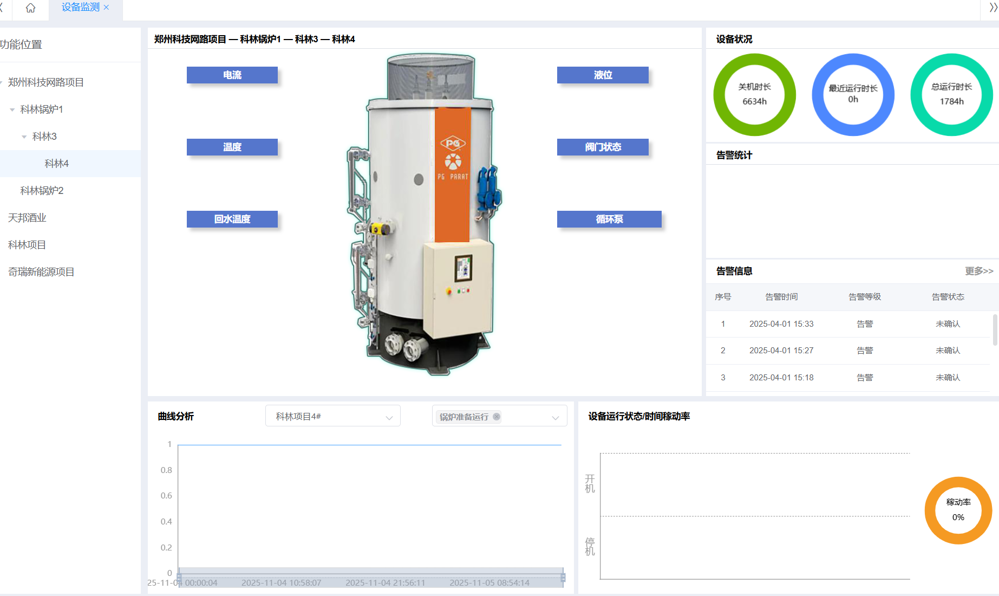 设备监测 ×
功能位置
郑州科技网路项目
科林锅炉1
科林3
科林4
科林锅炉2
天邦酒业
科林项目
奇瑞新能源项目
郑州科技网路项目 — 科林锅炉1 — 科林3 — 科林4
电流
温度
回水温度
液位
阀门状态
循环泵
PG
PG PARAT
设备状况
关机时长
6634h
最近运行时长
0h
总运行时长
1784h
告警统计
告警信息 更多>>
序号 告警时间 告警等级 告警状态
1 2025-04-01 15:33 告警 未确认
2 2025-04-01 15:27 告警 未确认
3 2025-04-01 15:18 告警 未确认
曲线分析 科林项目4# 锅炉准备运行
1
0.8
0.6
0.4
0.2
0
25-11-04 00:00:04 2025-11-04 10:58:07 2025-11-04 21:56:11 2025-11-05 08:54:14
设备运行状态/时间稼动率
开机
停机
稼动率
0%